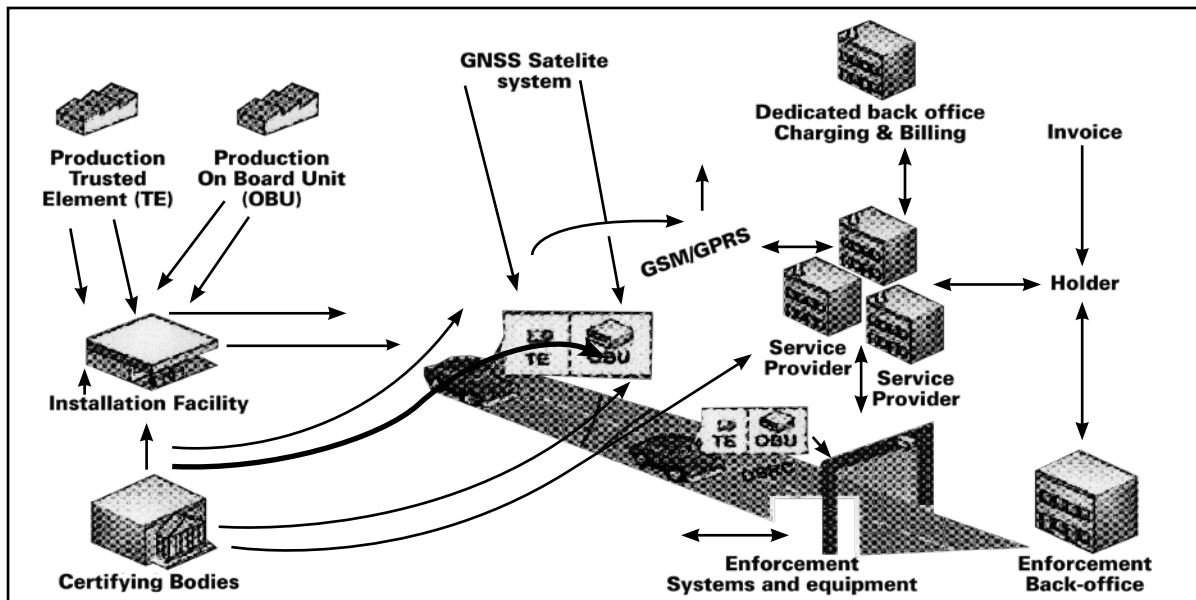 GNSS Satelite
system
Dedicated back office
Charging & Billing
Invoice
Production
Trusted
Element (TE)
Production
On Board Unit
(OBU)
GSM/GPRS
Holder
TE
OBU
Service
Provider
Service
Provider
Installation Facility
TE
OBU
DSRC
Certifying Bodies
Enforcement
Systems and equipment
Enforcement
Back-office